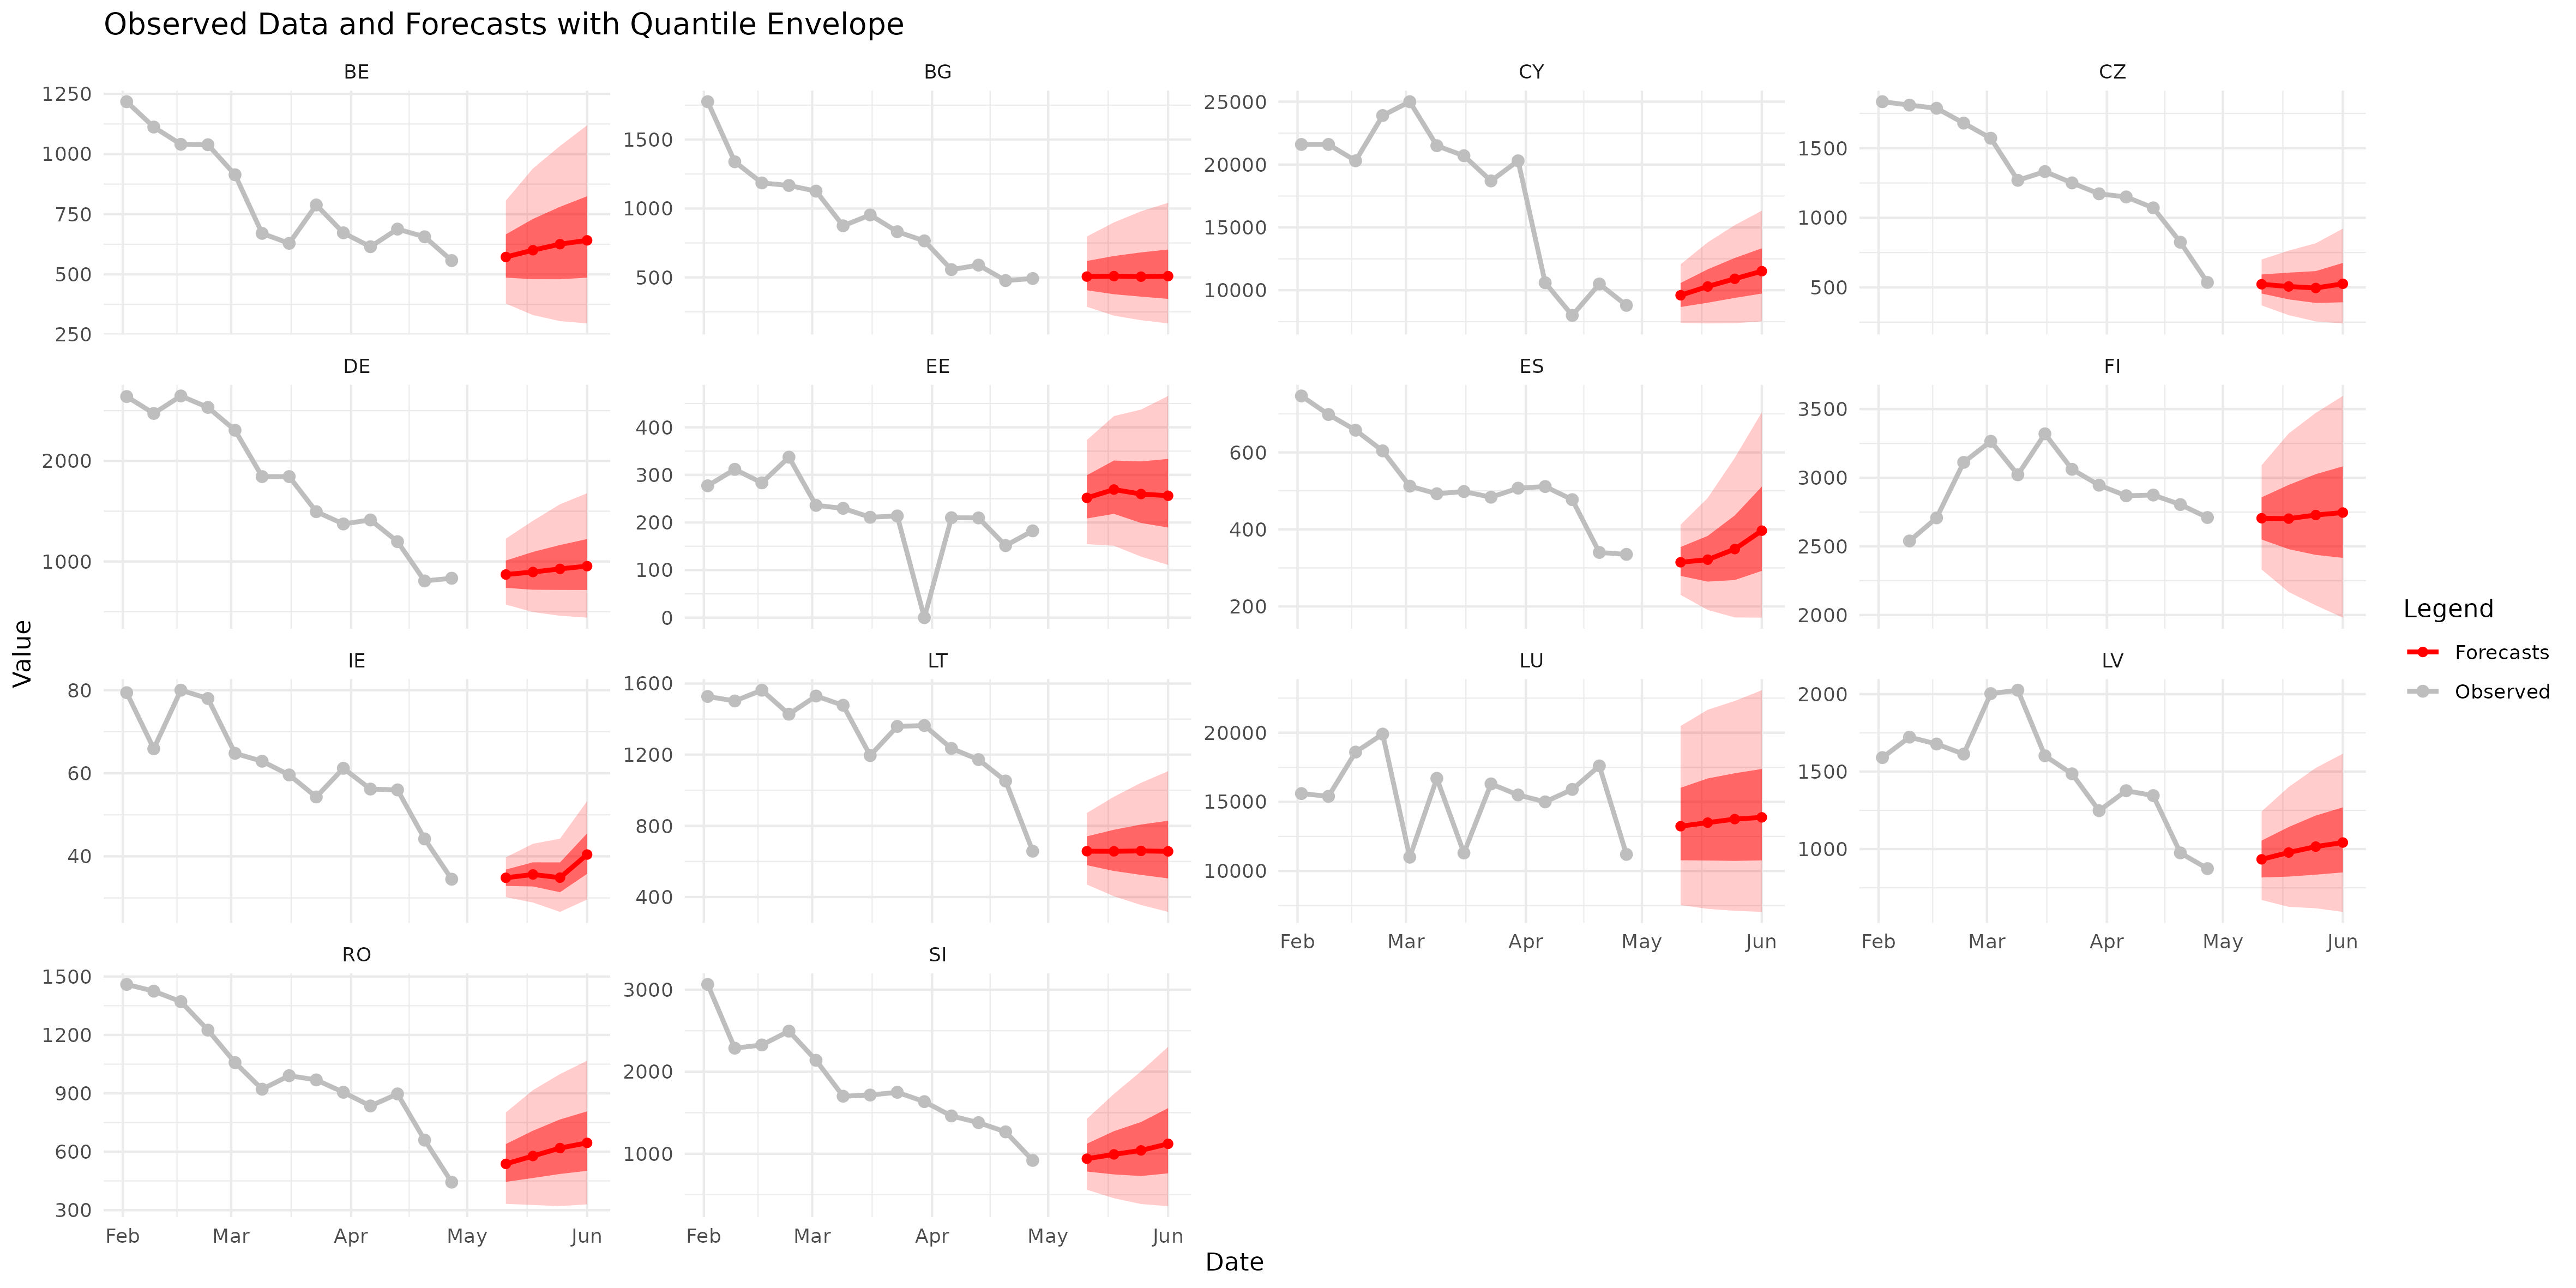 Observed Data and Forecasts with Quantile Envelope
BE
BG
CY
CZ
1250
1000
750
500
250
1500
1000
500
25000
20000
15000
10000
1500
1000
500
DE
EE
ES
FI
2000
1000
400
300
200
100
0
600
400
200
3500
3000
2500
2000
IE
LT
LU
LV
80
60
40
1600
1200
800
400
20000
15000
10000
2000
1500
1000
Feb Mar Apr May Jun
Feb Mar Apr May Jun
RO
SI
1500
1200
900
600
300
3000
2000
1000
Feb Mar Apr May Jun
Feb Mar Apr May Jun
Value
Date
Legend
Forecasts
Observed